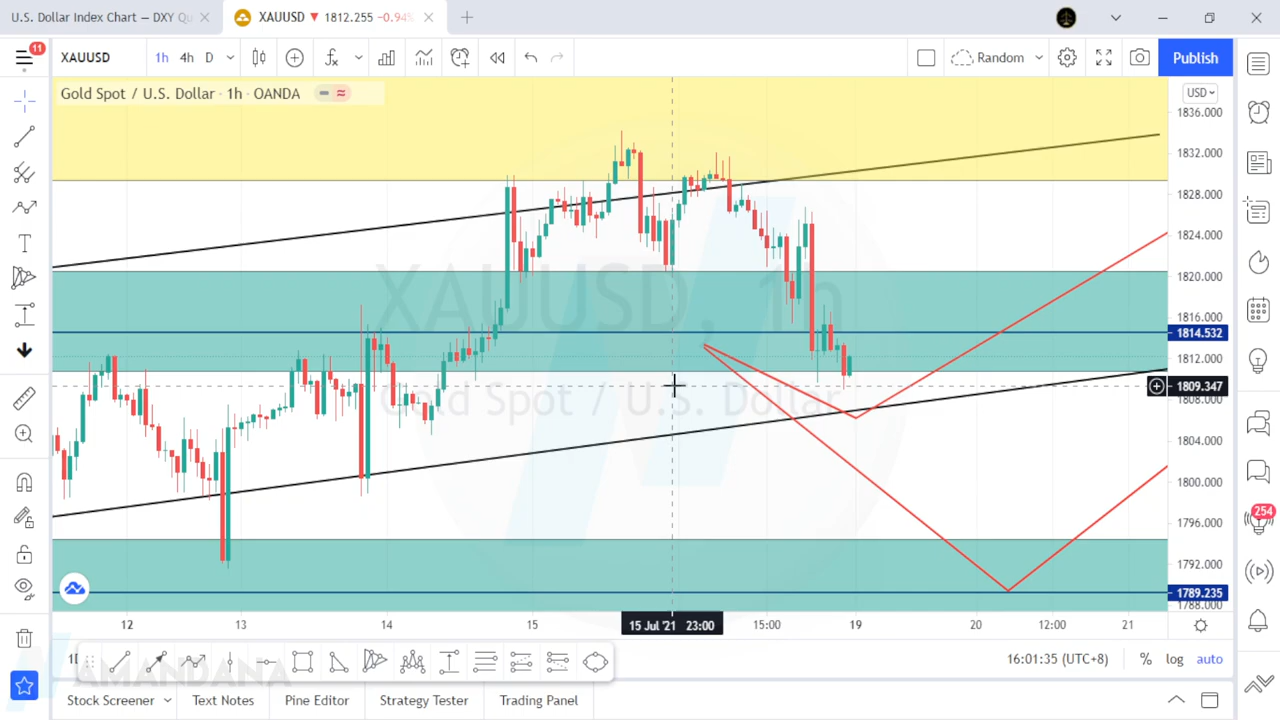 U.S. Dollar Index Chart — DXY Qu
XAUUSD ▼ 1812.255 −0.94%
11
XAUUSD 1h 4h D
Random
Publish
Gold Spot / U.S. Dollar · 1h · OANDA
USD
1836.000
1832.000
1828.000
1824.000
1820.000
1816.000
1814.532
1812.000
1809.347
1808.000
1804.000
1800.000
1796.000
1792.000
1789.235
1788.000
XAUUSD, 1h
Gold Spot / U.S. Dollar
254
12 13 14 15 15 Jul '21 23:00 15:00 19 20 12:00 21
16:01:35 (UTC+8) % log auto
AMANDANA
Stock Screener Text Notes Pine Editor Strategy Tester Trading Panel